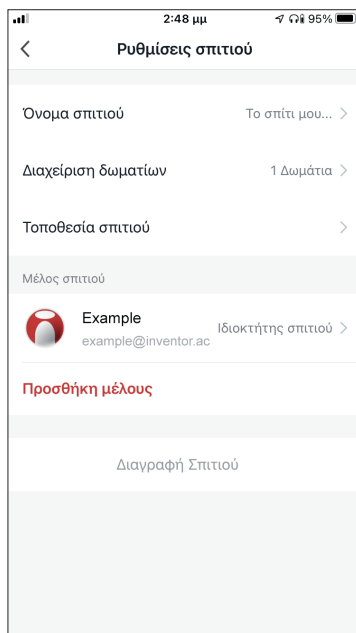 2:48 μμ 95%
Ρυθμίσεις σπιτιού
Όνομα σπιτιού Το σπίτι μου...
Διαχείριση δωματίων 1 Δωμάτια
Τοποθεσία σπιτιού
Μέλος σπιτιού
Example
example@inventor.ac Ιδιοκτήτης σπιτιού
Προσθήκη μέλους
Διαγραφή Σπιτιού